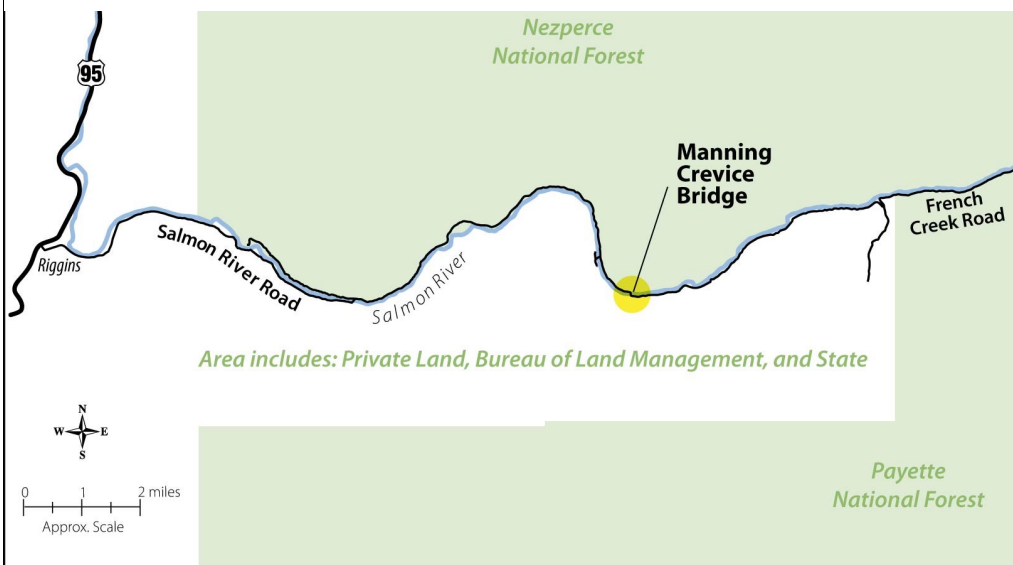 Nezperce
National Forest
95
Manning
Crevice
Bridge
French
Creek Road
Riggins
Salmon River Road
Salmon River
Area includes: Private Land, Bureau of Land Management, and State
N
W E
S
0 1 2 miles
Approx. Scale
Payette
National Forest